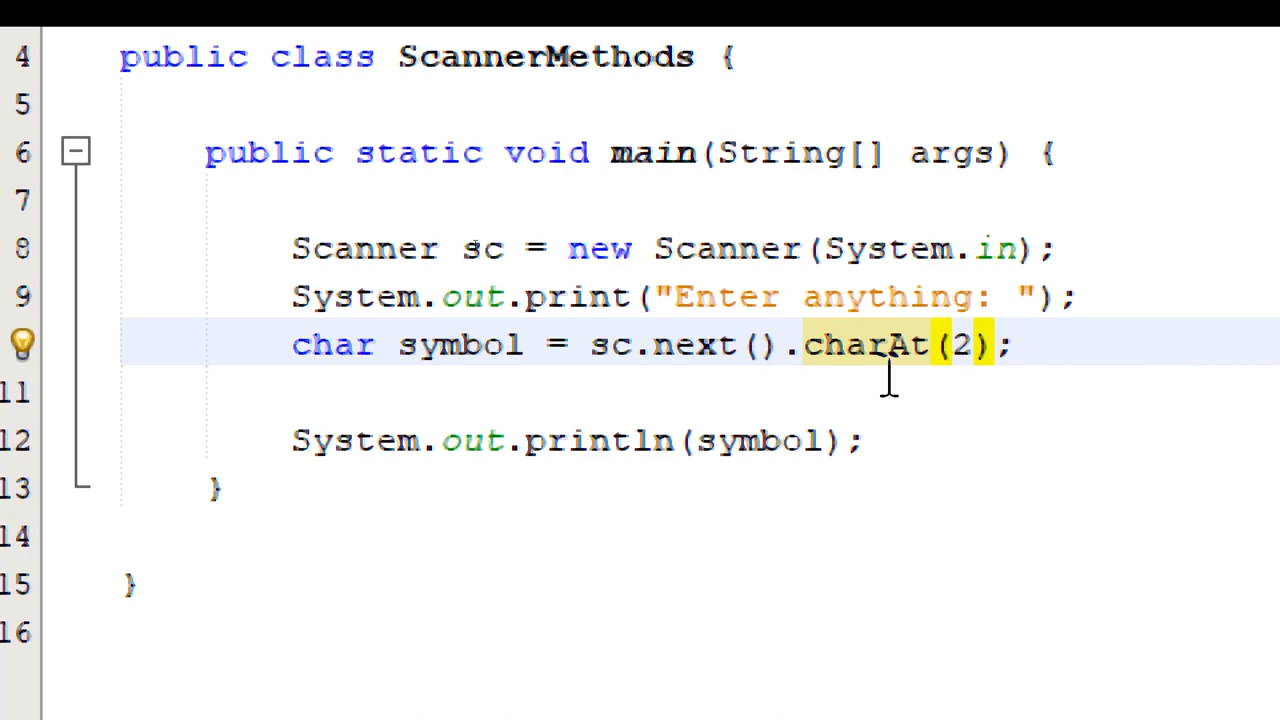 4 public class ScannerMethods {
5
6 public static void main(String[] args) {
7
8 Scanner sc = new Scanner(System.in);
9 System.out.print("Enter anything: ");
char symbol = sc.next().charAt(2);
11
12 System.out.println(symbol);
13 }
14
15 }
16